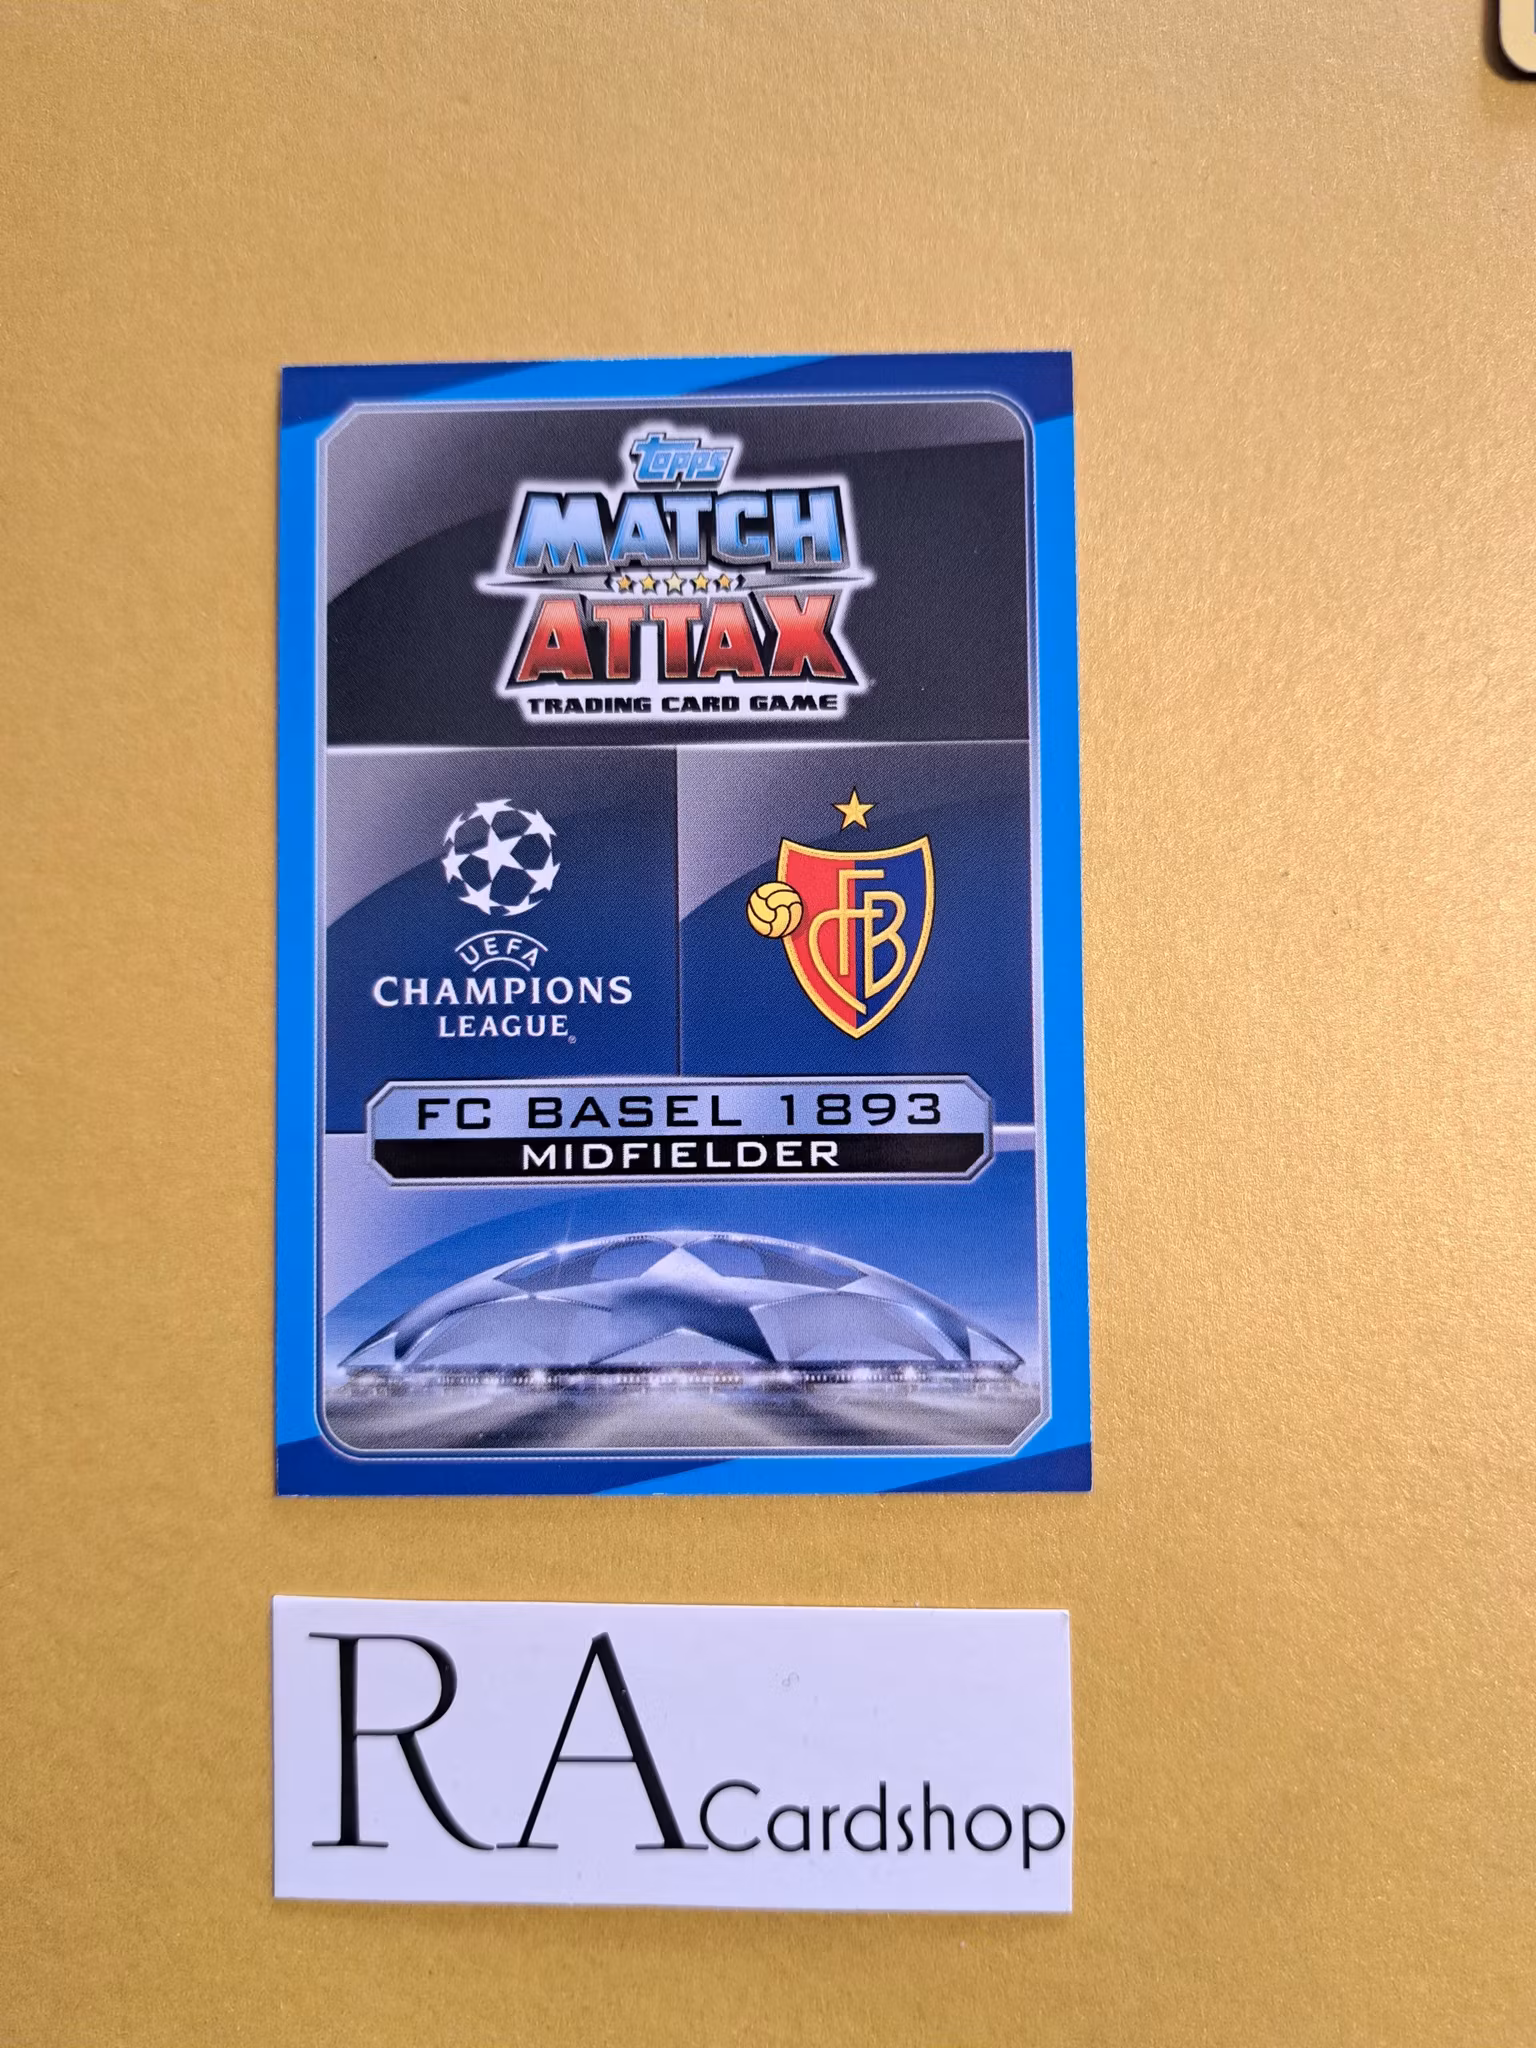 Topps
MATCH
ATTAX
TRADING CARD GAME
UEFA
CHAMPIONS
LEAGUE®
FCB
FC BASEL 1893
MIDFIELDER
RA Cardshop